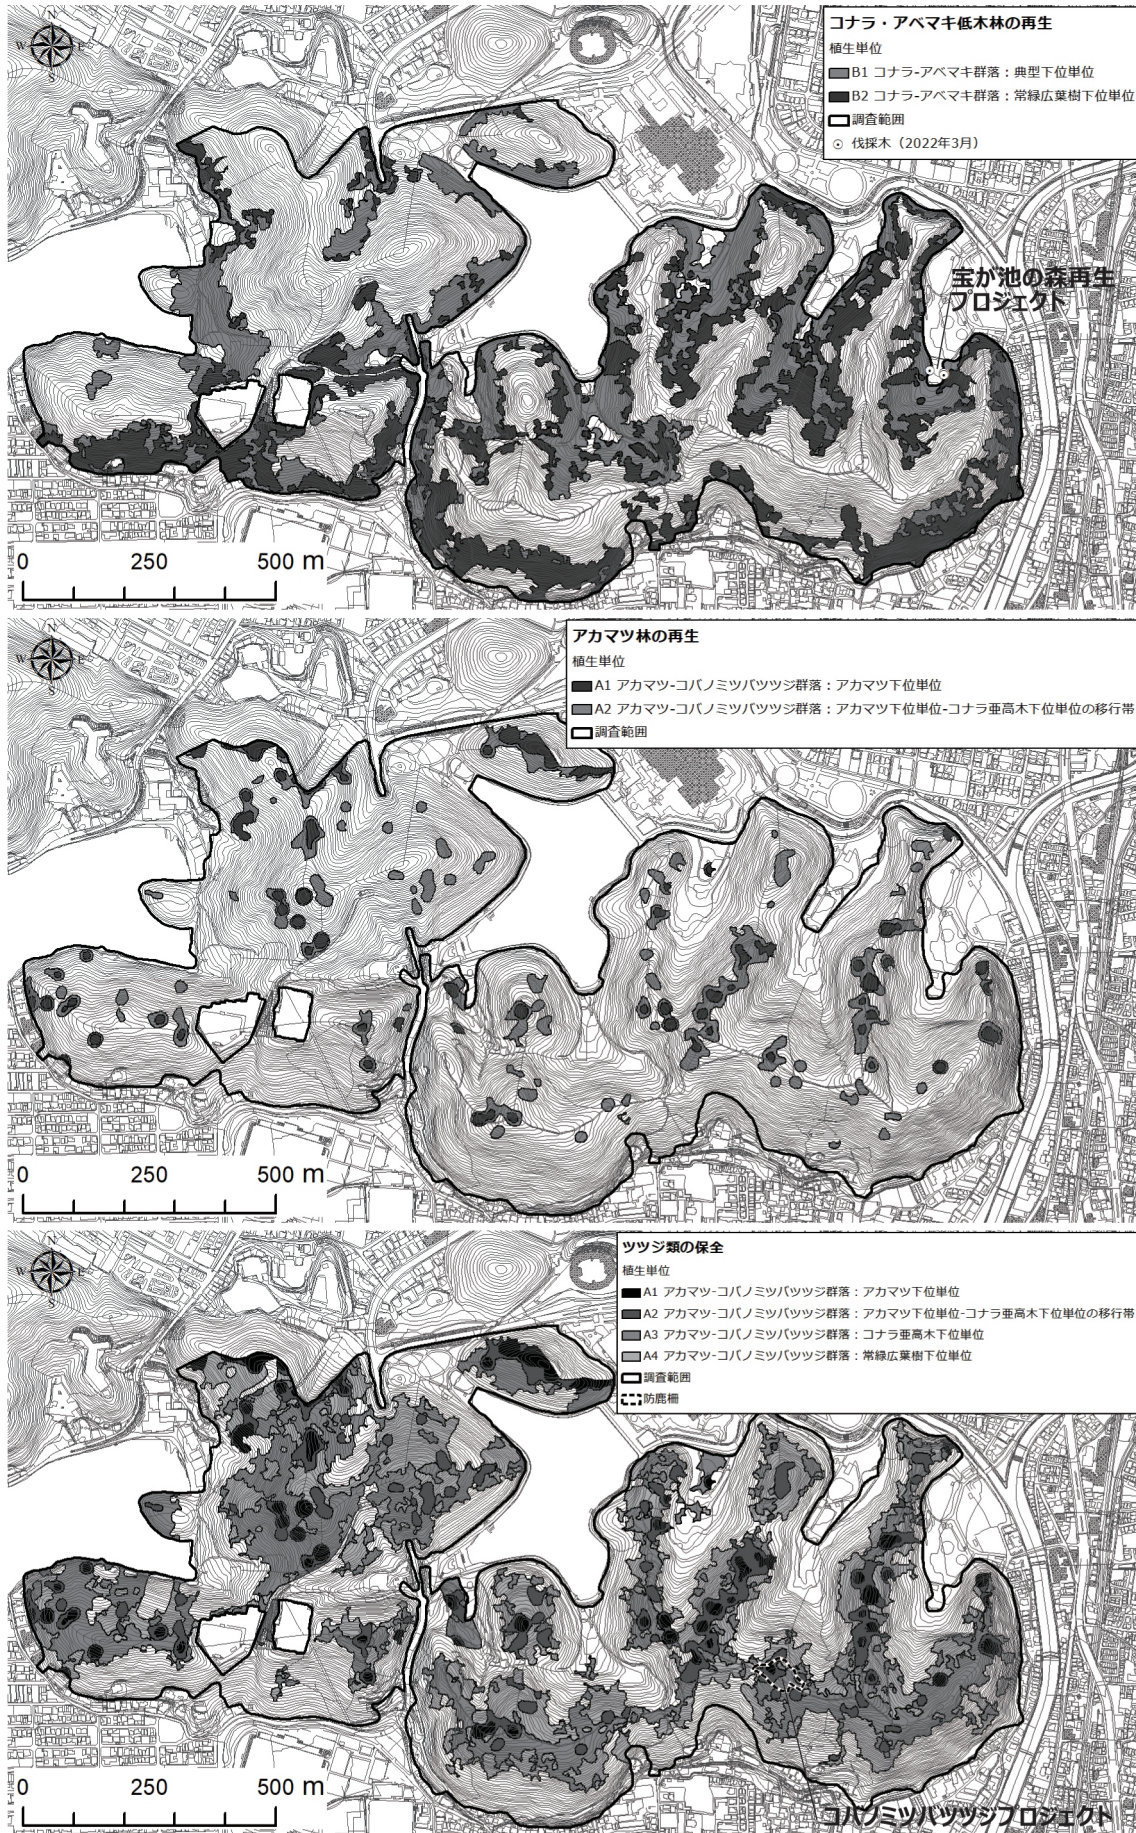 N
W
E
S
コナラ・アベマキ低木林の再生
植生単位
B1 コナラ-アベマキ群落：典型下位単位
B2 コナラ-アベマキ群落：常緑広葉樹下位単位
調査範囲
伐採木（2022年3月）
宝が池の森再生
プロジェクト
0 250 500 m
N
W
E
S
アカマツ林の再生
植生単位
A1 アカマツ-コバノミツバツツジ群落：アカマツ下位単位
A2 アカマツ-コバノミツバツツジ群落：アカマツ下位単位-コナラ亜高木下位単位の移行帯
調査範囲
0 250 500 m
N
W
E
S
ツツジ類の保全
植生単位
A1 アカマツ-コバノミツバツツジ群落：アカマツ下位単位
A2 アカマツ-コバノミツバツツジ群落：アカマツ下位単位-コナラ亜高木下位単位の移行帯
A3 アカマツ-コバノミツバツツジ群落：コナラ亜高木下位単位
A4 アカマツ-コバノミツバツツジ群落：常緑広葉樹下位単位
調査範囲
防鹿柵
コバノミツバツツジプロジェクト
0 250 500 m